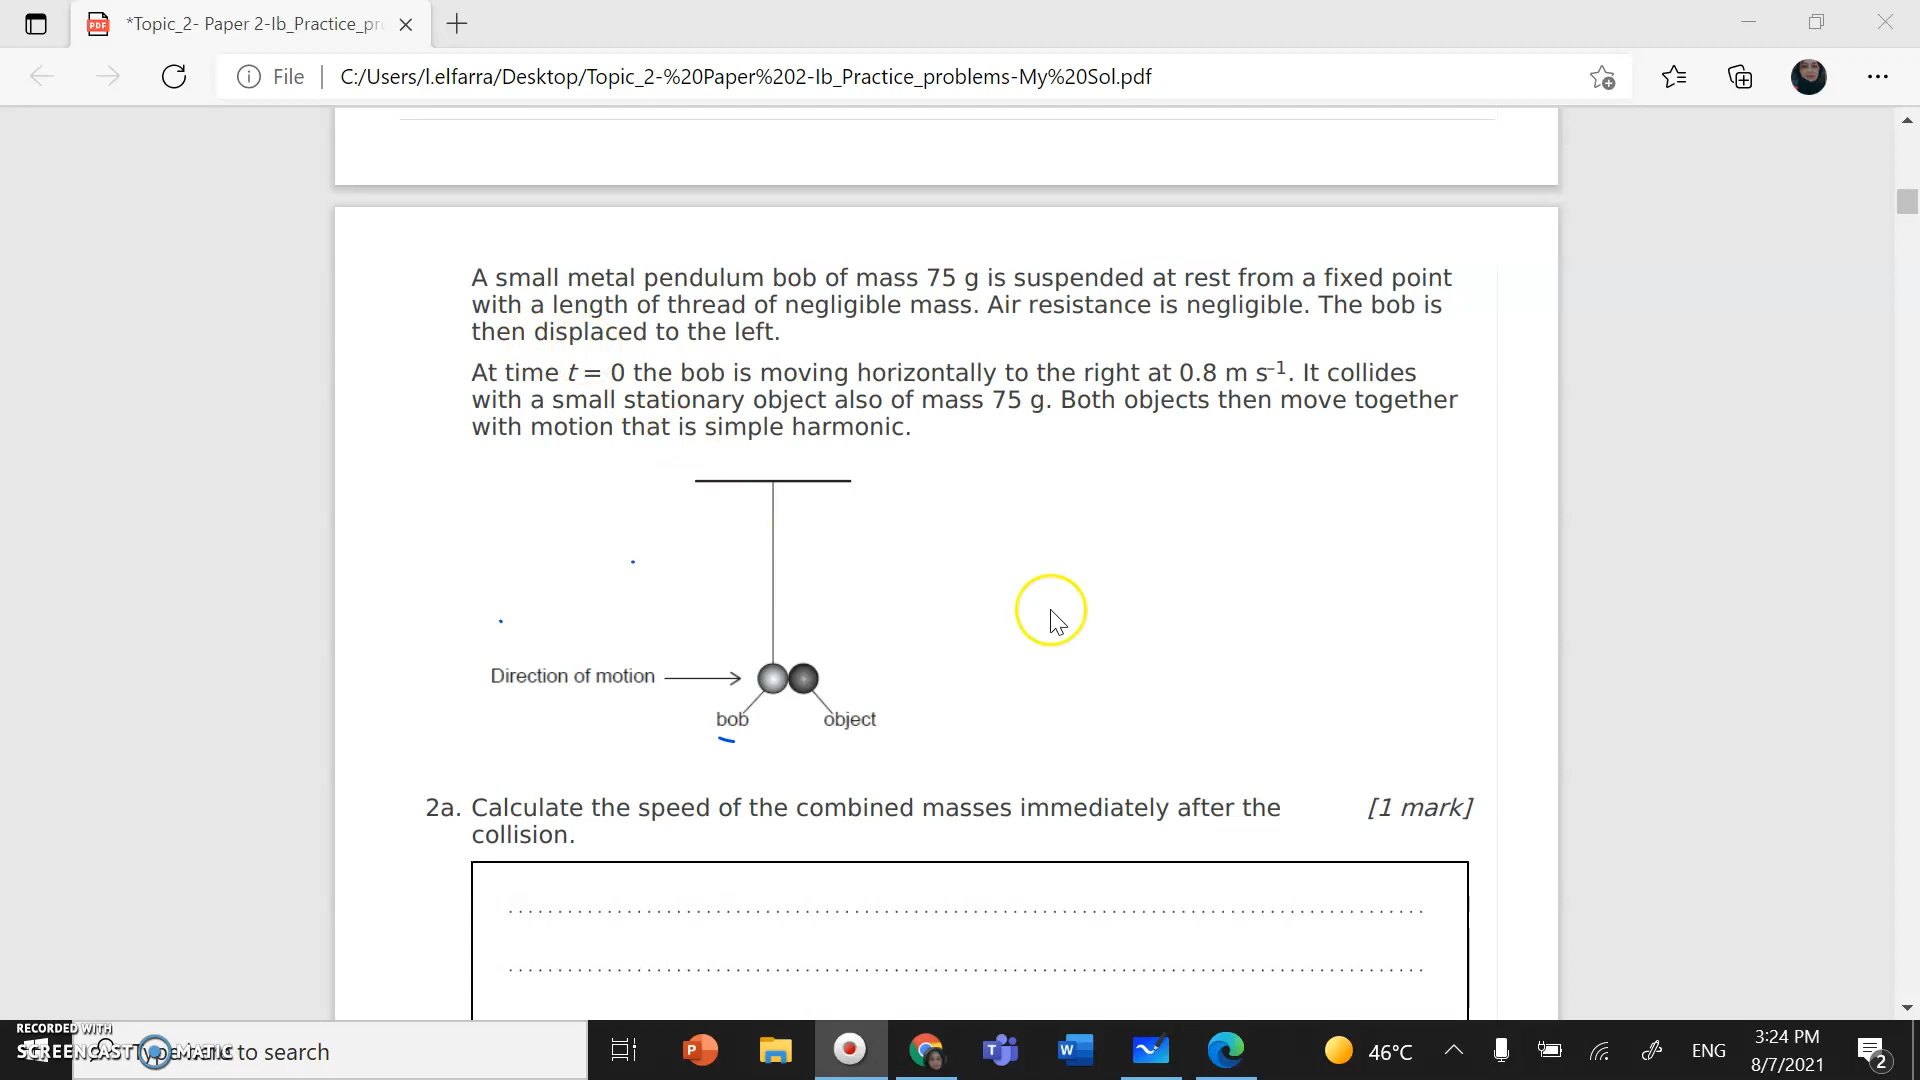 *Topic_2- Paper 2-Ib_Practice_pr
File
C:/Users/l.elfarra/Desktop/Topic_2-%20Paper%202-Ib_Practice_problems-My%20Sol.pdf
A small metal pendulum bob of mass 75 g is suspended at rest from a fixed point
with a length of thread of negligible mass. Air resistance is negligible. The bob is
then displaced to the left.
At time t = 0 the bob is moving horizontally to the right at 0.8 m s⁻¹. It collides
with a small stationary object also of mass 75 g. Both objects then move together
with motion that is simple harmonic.
Direction of motion
bob
object
2a. Calculate the speed of the combined masses immediately after the
collision.
[1 mark]
RECORDED WITH
SCREENCAST MATIC
Type here to search
46°C
ENG
3:24 PM
8/7/2021
2